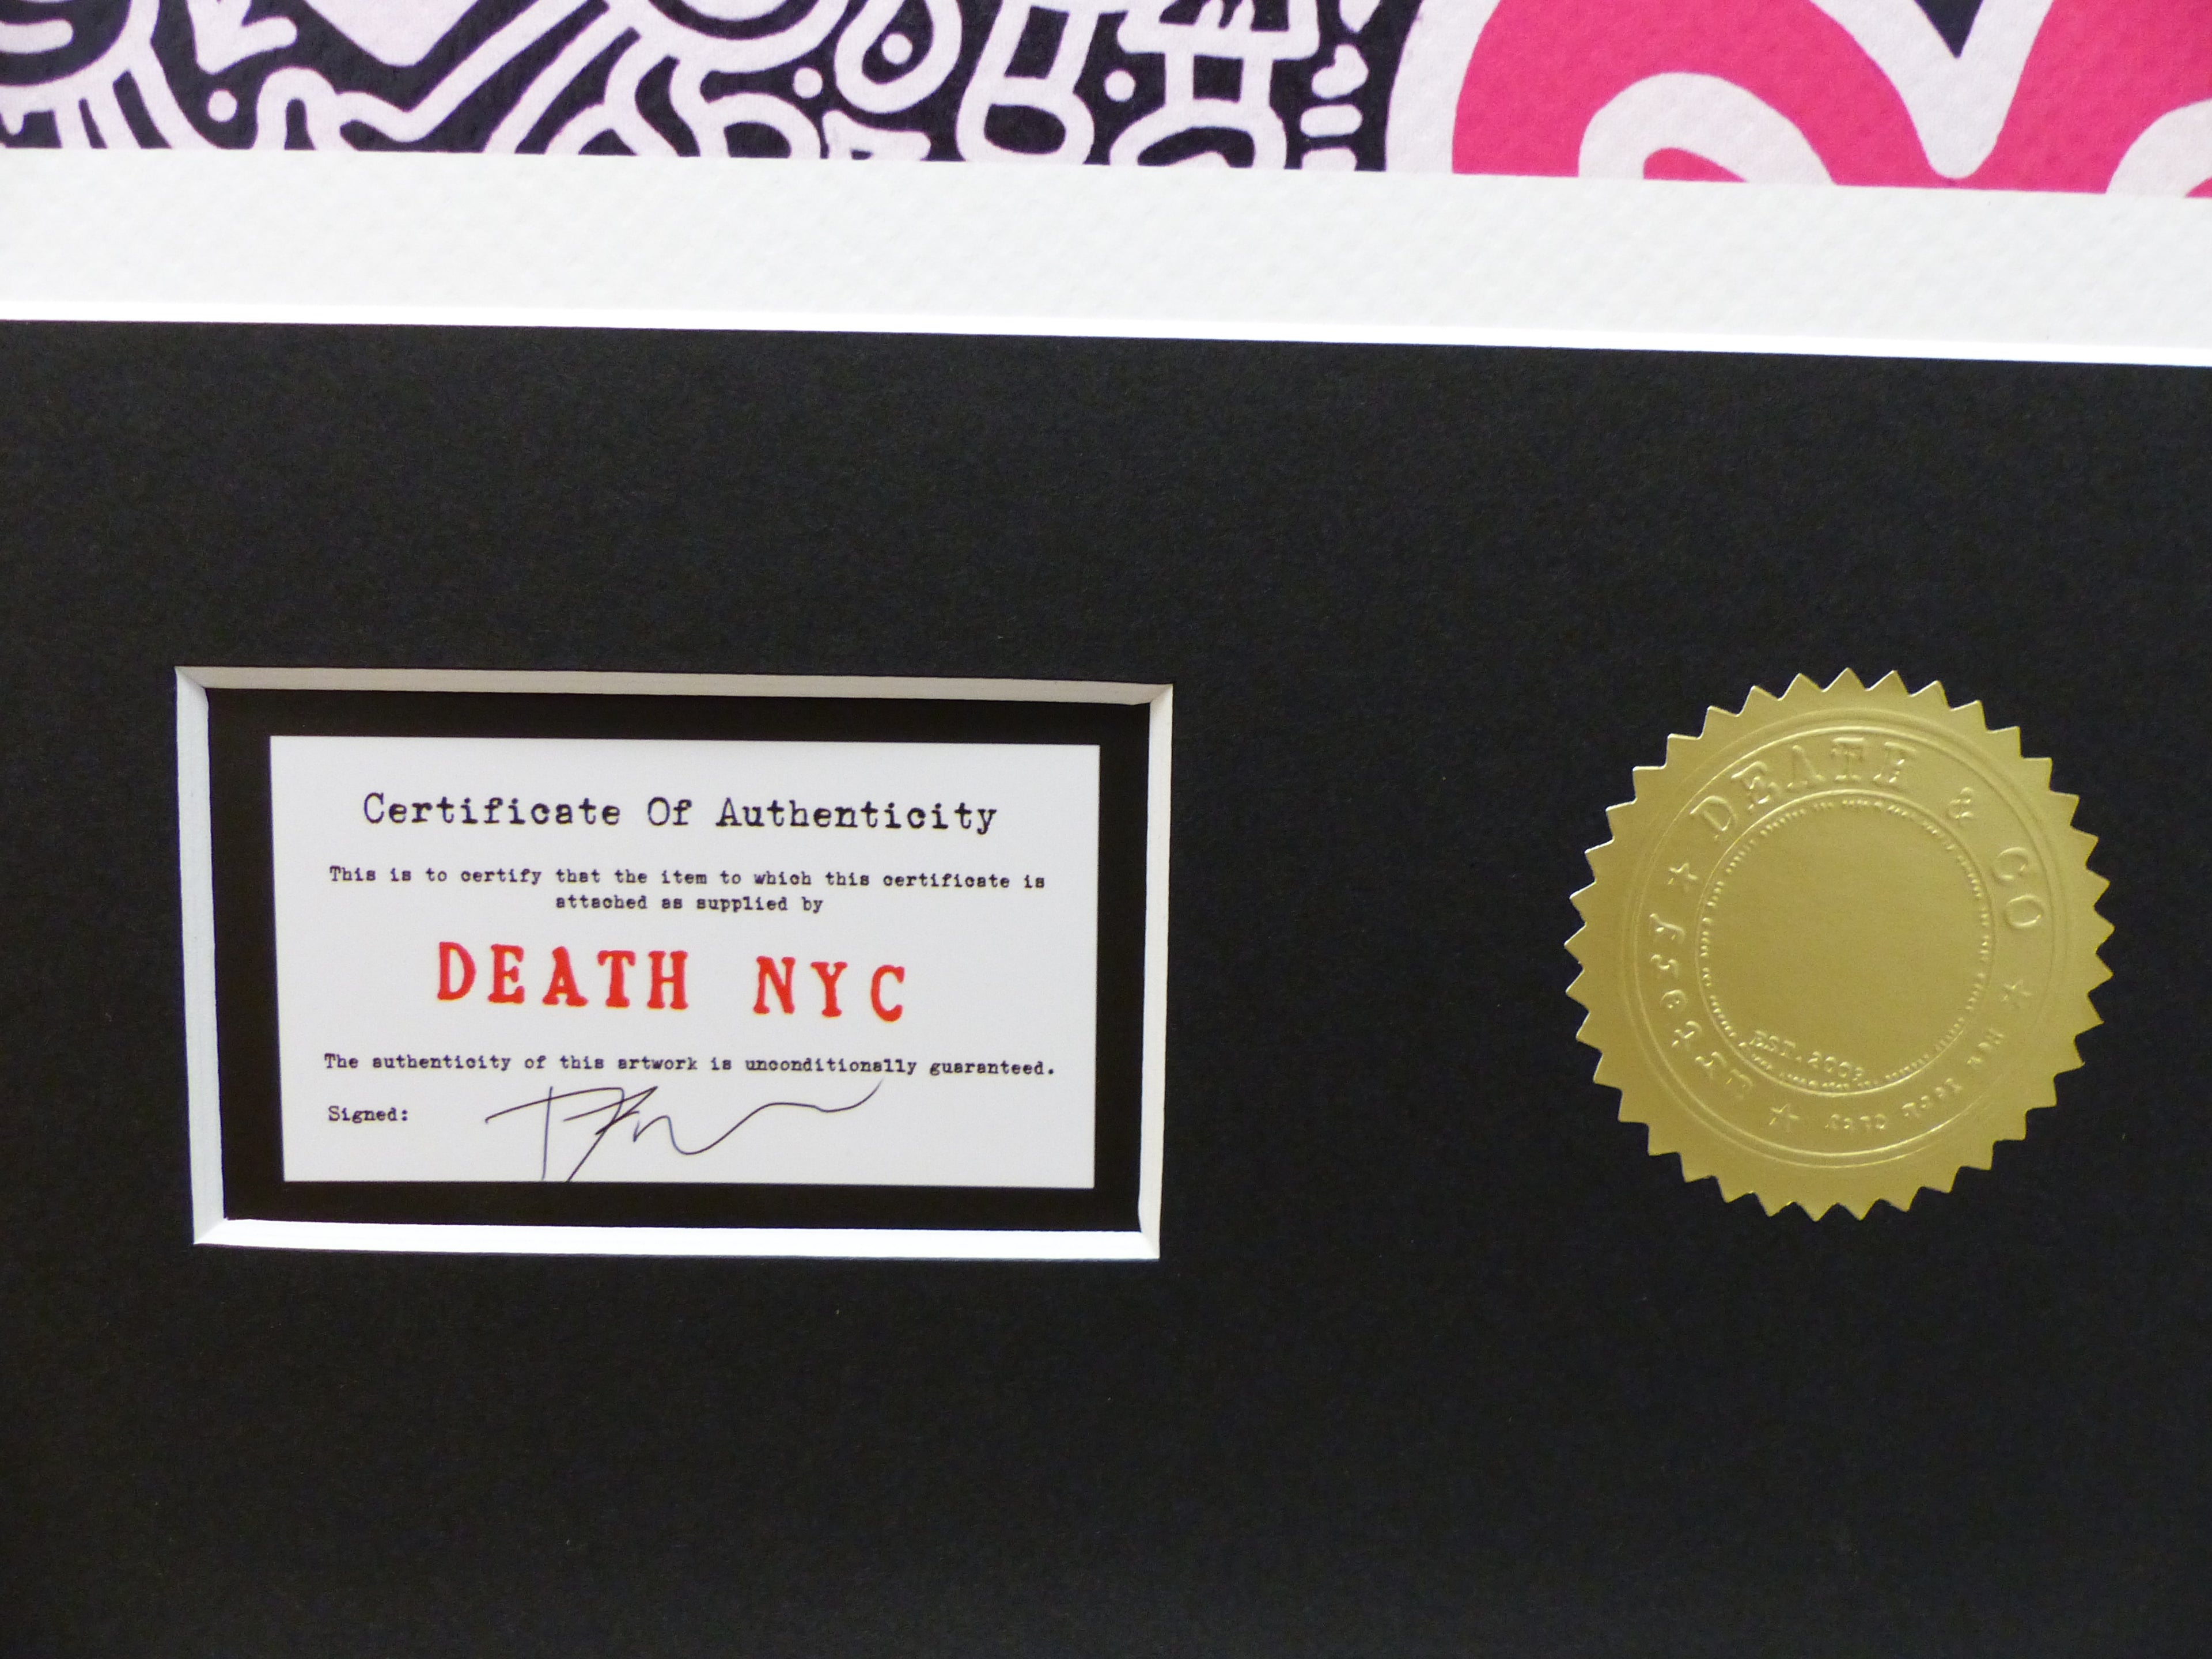 Certificate Of Authenticity
This is to certify that the item to which this certificate is
attached as supplied by
DEATH NYC
The authenticity of this artwork is unconditionally guaranteed.
Signed:
DEATH & CO
EST. 2009